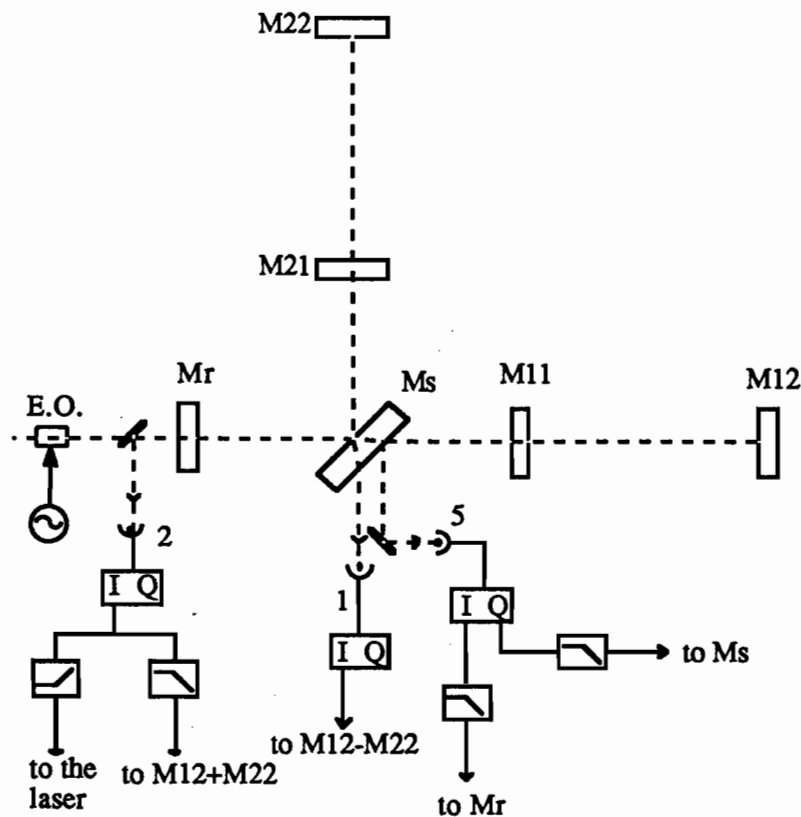 M22
M21
Mr
Ms
M11
M12
E.O.
2
5
1
I Q
I Q
I Q
to Ms
to the
laser
to M12+M22
to M12-M22
to Mr